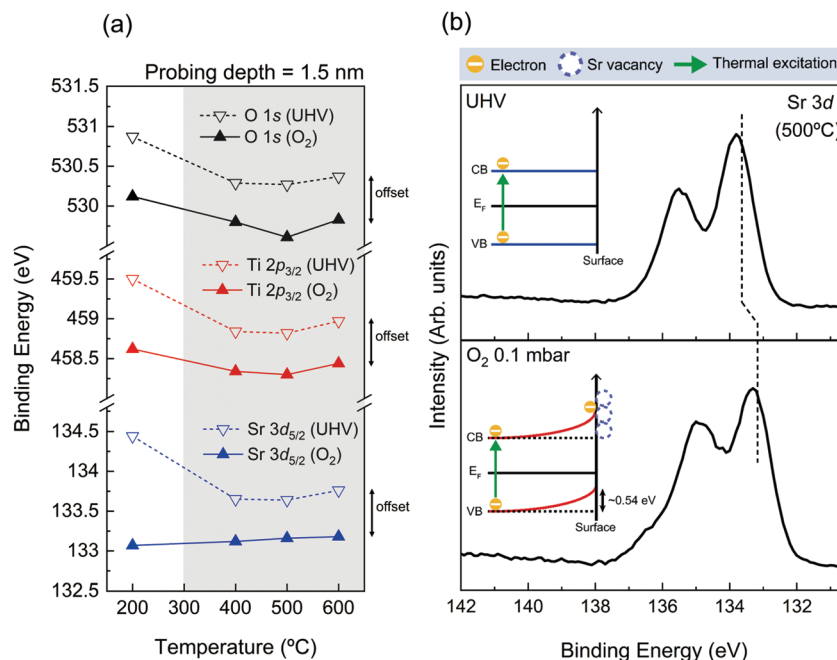 (a)
Probing depth = 1.5 nm
531.5
531
530.5
530
459.5
459
458.5
134.5
134
133.5
133
132.5
O 1s (UHV)
O 1s (O₂)
offset
Ti 2p₃/₂ (UHV)
Ti 2p₃/₂ (O₂)
offset
Sr 3d₅/₂ (UHV)
Sr 3d₅/₂ (O₂)
offset
Binding Energy (eV)
200 300 400 500 600
Temperature (ºC)
(b)
Electron Sr vacancy Thermal excitation
UHV
Sr 3d
(500ºC)
CB
E_F
VB
Surface
Intensity (Arb. units)
O₂ 0.1 mbar
CB
E_F
VB
~0.54 eV
Surface
142 140 138 136 134 132
Binding Energy (eV)